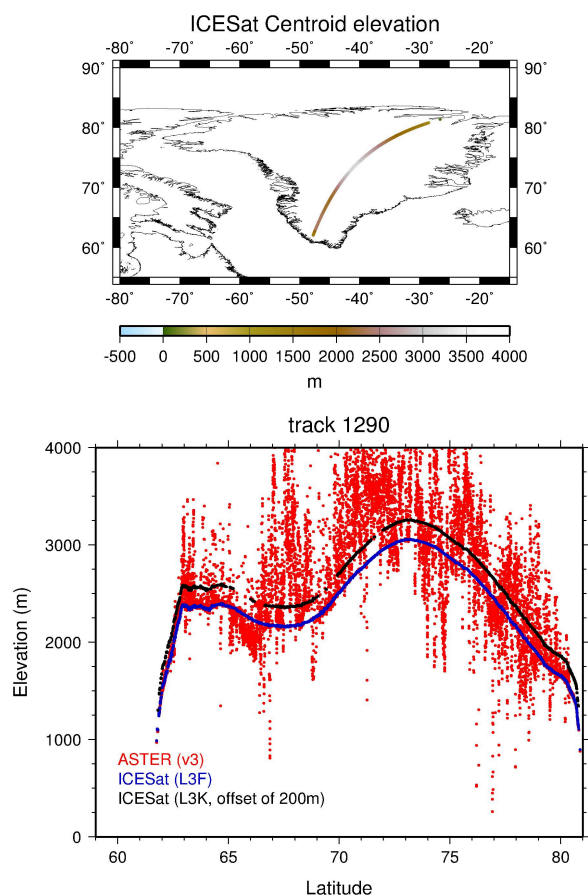 ICESat Centroid elevation
-80˚ -70˚ -60˚ -50˚ -40˚ -30˚ -20˚
90˚ 90˚
80˚ 80˚
70˚ 70˚
60˚ 60˚
-80˚ -70˚ -60˚ -50˚ -40˚ -30˚ -20˚
-500 0 500 1000 1500 2000 2500 3000 3500 4000
m
track 1290
4000
3000
2000
1000
0
Elevation (m)
ASTER (v3)
ICESat (L3F)
ICESat (L3K, offset of 200m)
60 65 70 75 80
Latitude